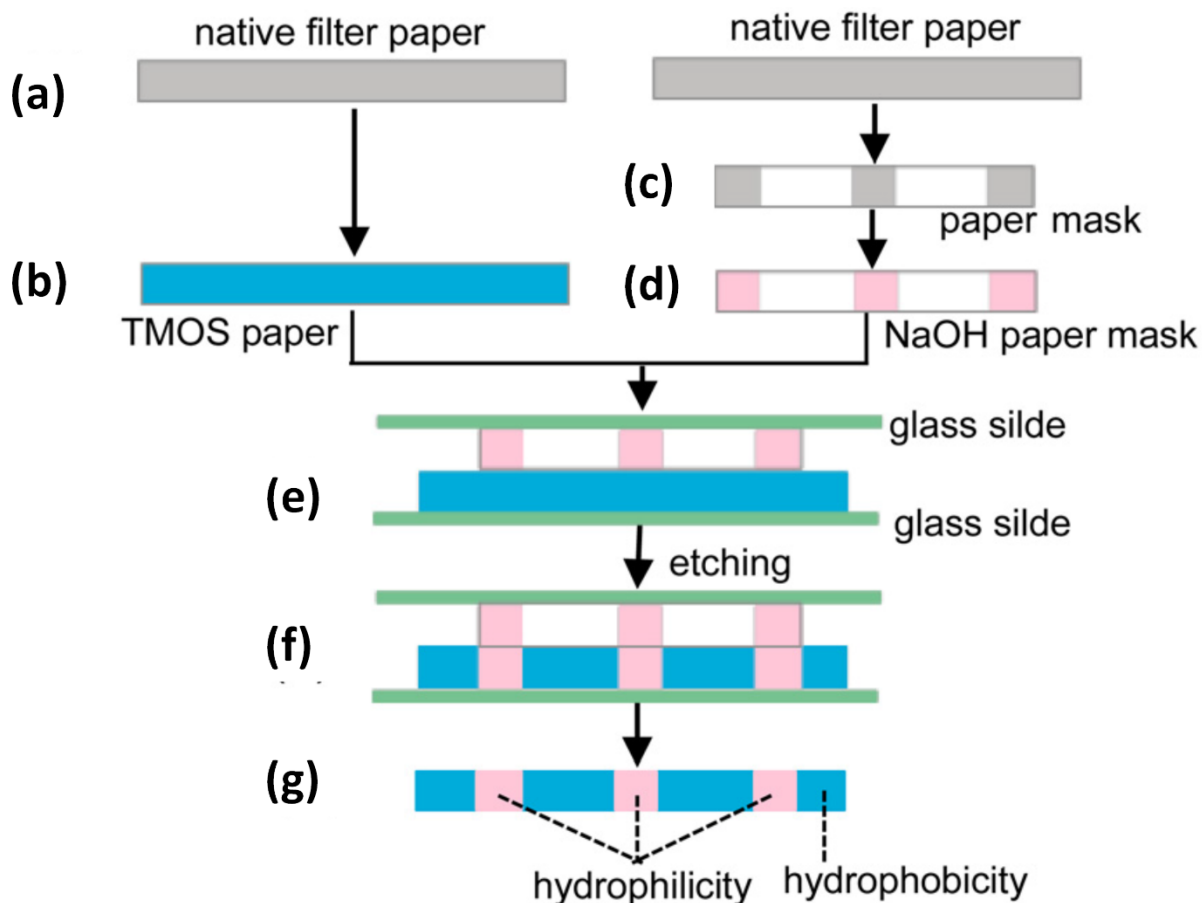 native filter paper
native filter paper
(a)
(c)
paper mask
(b)
(d)
TMOS paper
NaOH paper mask
glass silde
(e)
glass silde
etching
(f)
(g)
hydrophilicity
hydrophobicity